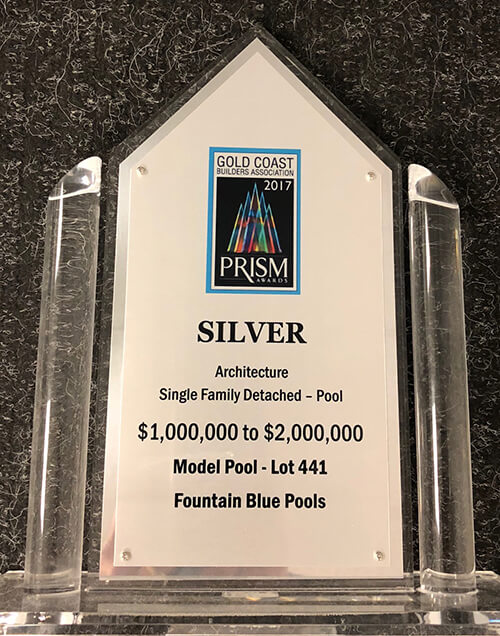 GOLD COAST
BUILDERS ASSOCIATION
2017
PRISM
AWARDS
SILVER
Architecture
Single Family Detached – Pool
$1,000,000 to $2,000,000
Model Pool - Lot 441
Fountain Blue Pools